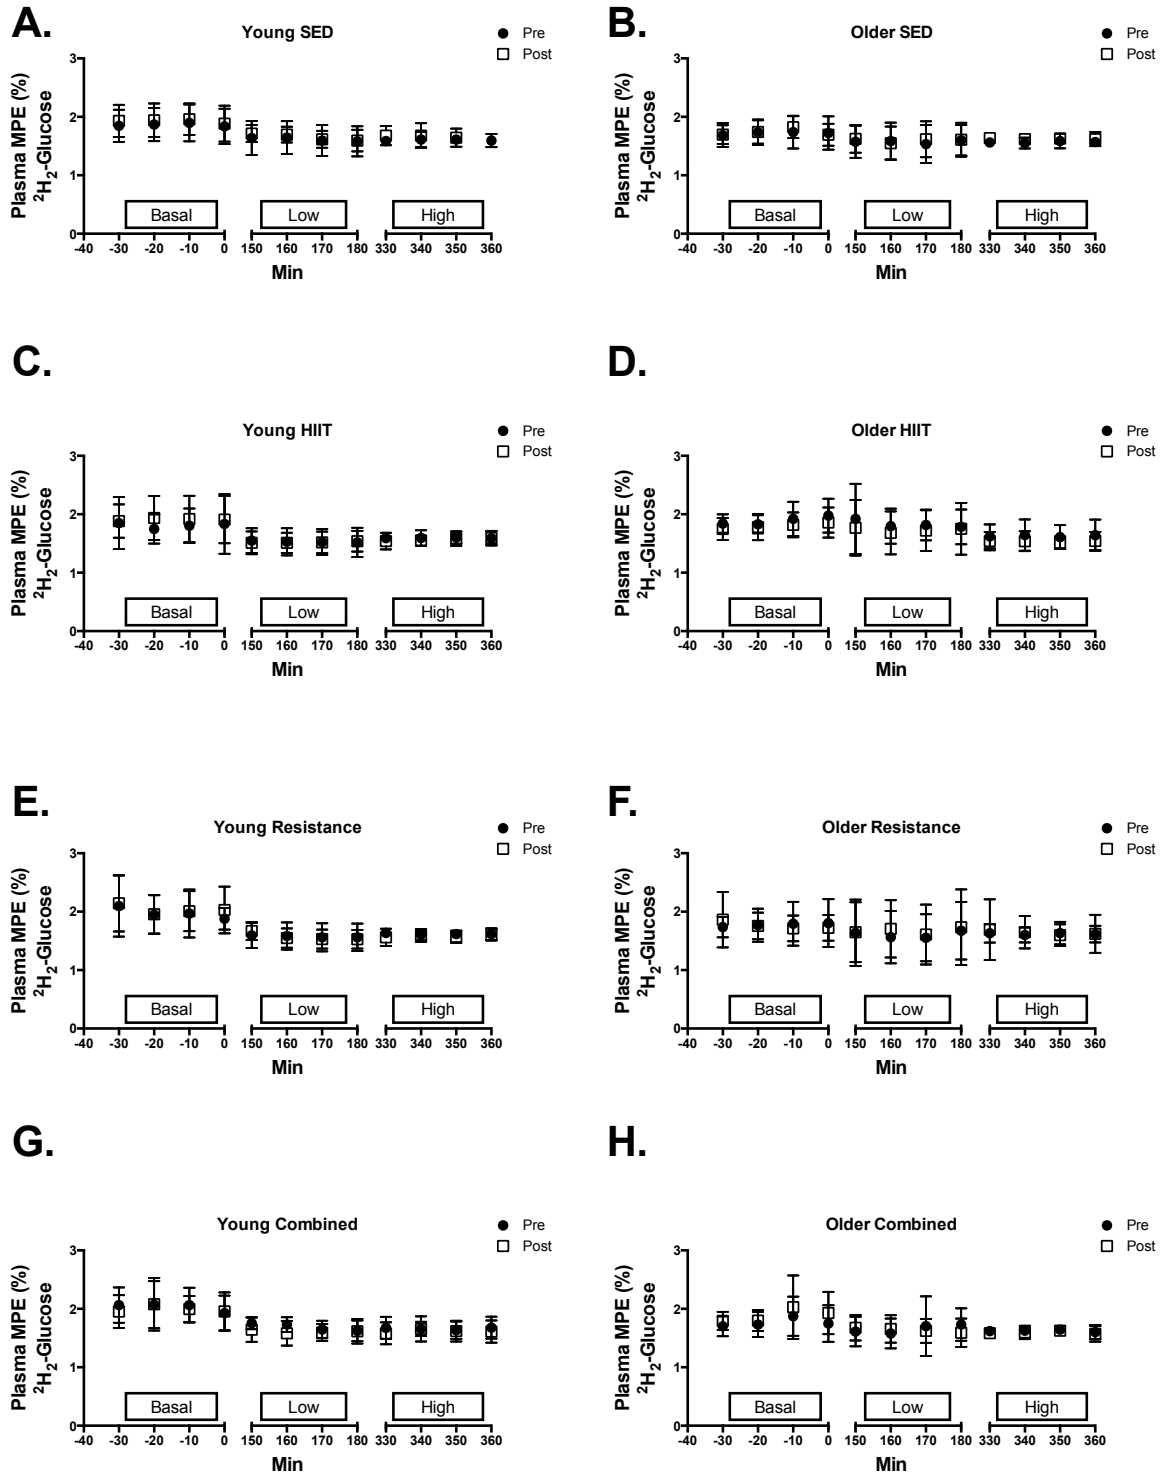 A.
Young SED
Pre
Post
Plasma MPE (%)
²H₂-Glucose
3
2
1
0
Basal
Low
High
-40 -30 -20 -10 0 150 160 170 180 330 340 350 360
Min
B.
Older SED
Pre
Post
Plasma MPE (%)
²H₂-Glucose
3
2
1
0
Basal
Low
High
-40 -30 -20 -10 0 150 160 170 180 330 340 350 360
Min
C.
Young HIIT
Pre
Post
Plasma MPE (%)
²H₂-Glucose
3
2
1
0
Basal
Low
High
-40 -30 -20 -10 0 150 160 170 180 330 340 350 360
Min
D.
Older HIIT
Pre
Post
Plasma MPE (%)
²H₂-Glucose
3
2
1
0
Basal
Low
High
-40 -30 -20 -10 0 150 160 170 180 330 340 350 360
Min
E.
Young Resistance
Pre
Post
Plasma MPE (%)
²H₂-Glucose
3
2
1
0
Basal
Low
High
-40 -30 -20 -10 0 150 160 170 180 330 340 350 360
Min
F.
Older Resistance
Pre
Post
Plasma MPE (%)
²H₂-Glucose
3
2
1
0
Basal
Low
High
-40 -30 -20 -10 0 150 160 170 180 330 340 350 360
Min
G.
Young Combined
Pre
Post
Plasma MPE (%)
²H₂-Glucose
3
2
1
0
Basal
Low
High
-40 -30 -20 -10 0 150 160 170 180 330 340 350 360
Min
H.
Older Combined
Pre
Post
Plasma MPE (%)
²H₂-Glucose
3
2
1
0
Basal
Low
High
-40 -30 -20 -10 0 150 160 170 180 330 340 350 360
Min